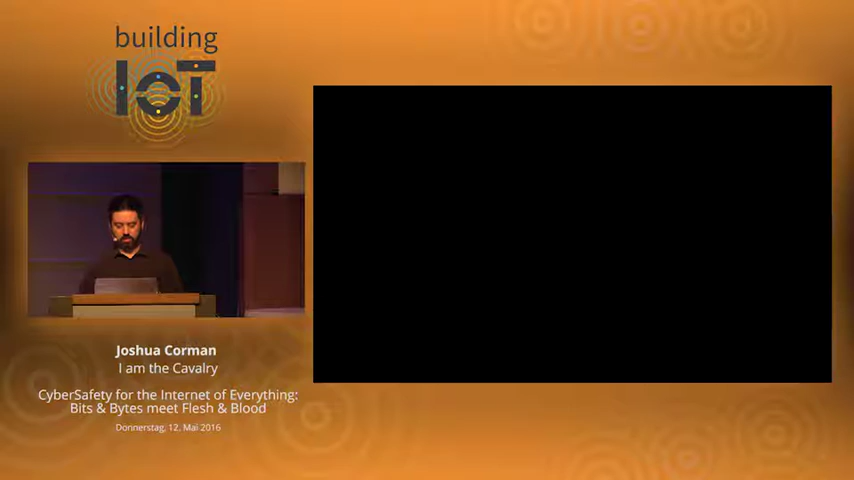 building
IoT
Joshua Corman
I am the Cavalry
CyberSafety for the Internet of Everything:
Bits & Bytes meet Flesh & Blood
Donnerstag, 12. Mai 2016